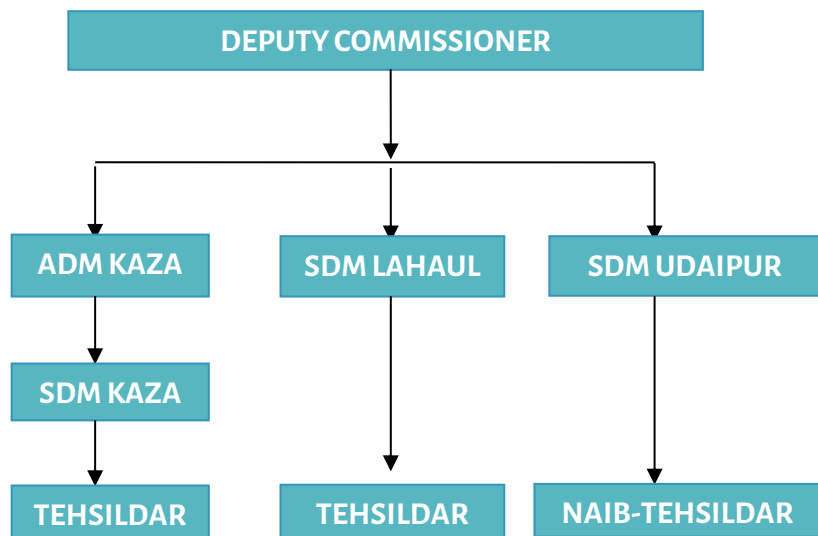 DEPUTY COMMISSIONER
ADM KAZA
SDM LAHAUL
SDM UDAIPUR
SDM KAZA
TEHSILDAR
TEHSILDAR
NAIB-TEHSILDAR